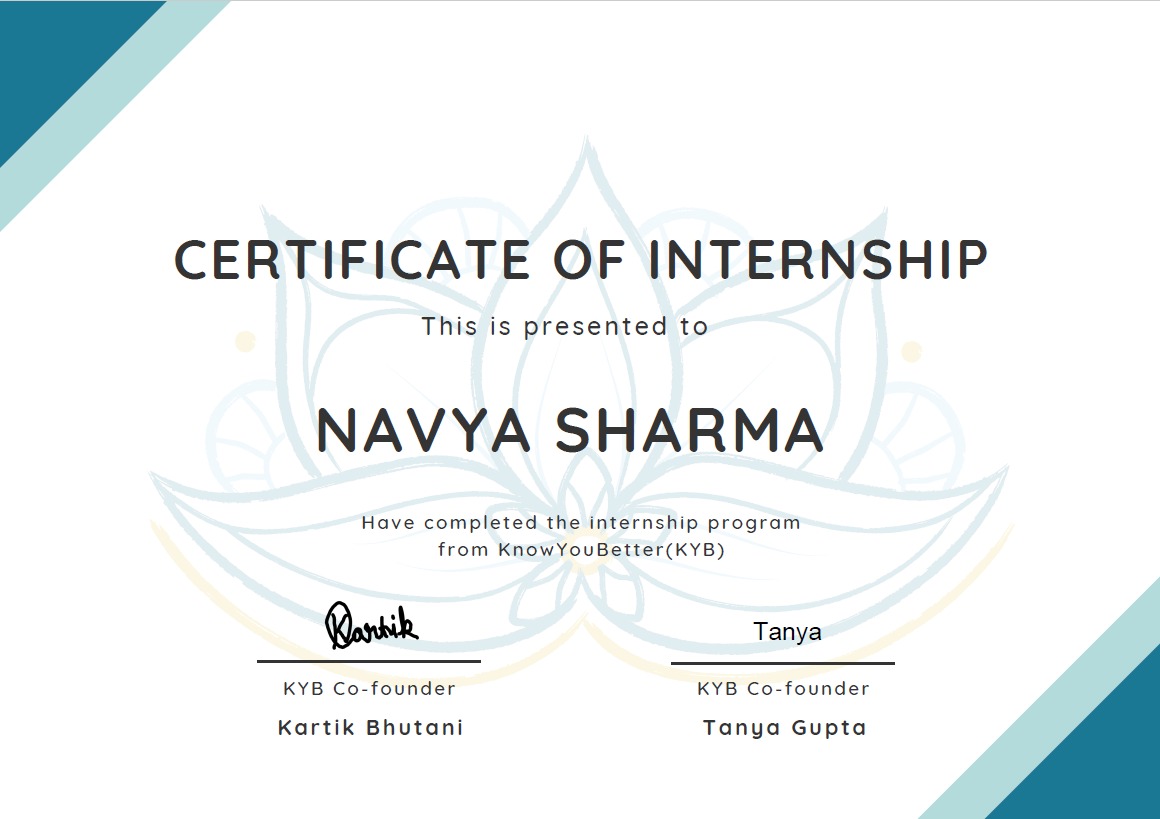 CERTIFICATE OF INTERNSHIP
This is presented to
NAVYA SHARMA
Have completed the internship program
from KnowYouBetter(KYB)
Kartik
Tanya
KYB Co-founder
KYB Co-founder
Kartik Bhutani
Tanya Gupta